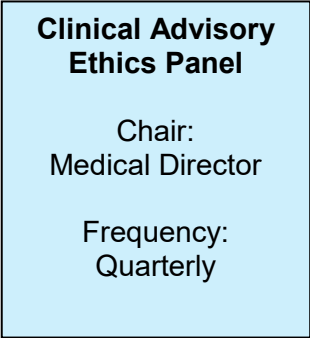 Clinical Advisory
Ethics Panel
Chair:
Medical Director
Frequency:
Quarterly